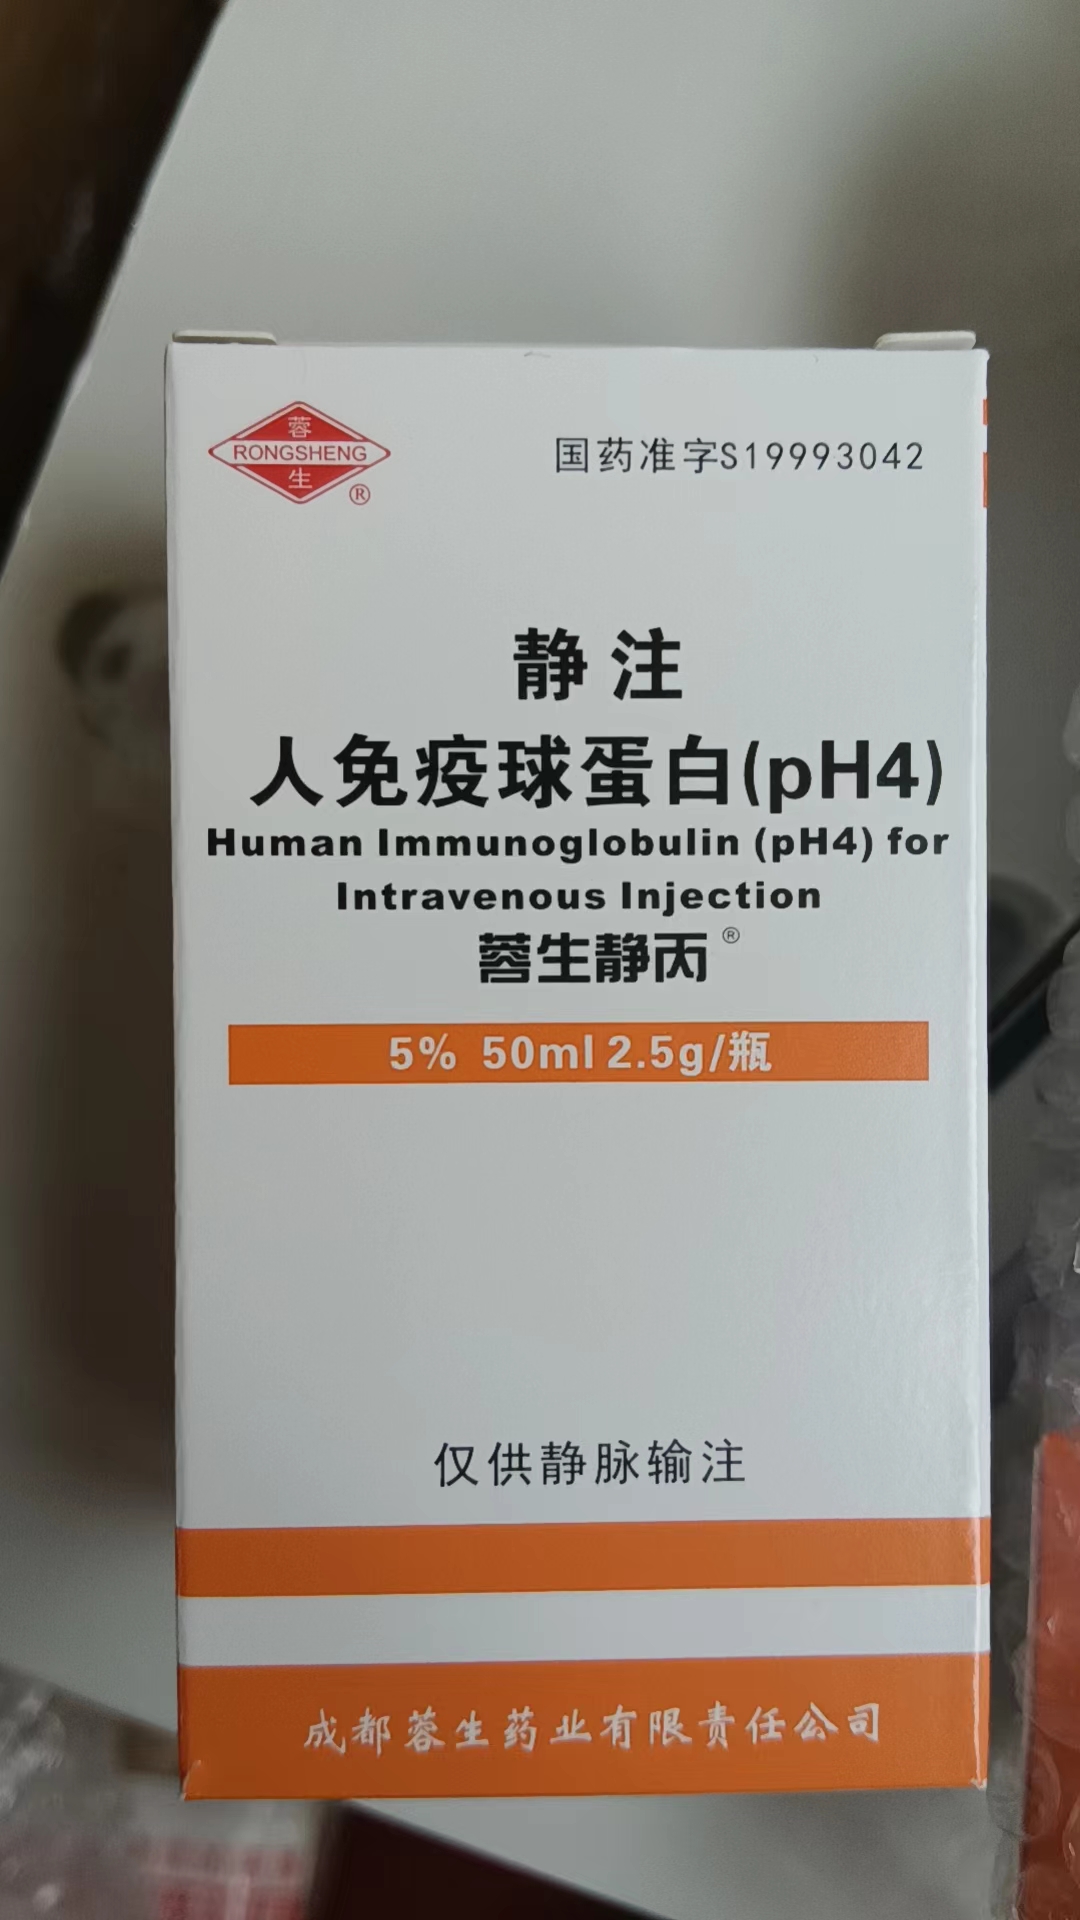 蓉
RONGSHENG
生
®
国药准字S19993042
静注
人免疫球蛋白(pH4)
Human Immunoglobulin (pH4) for
Intravenous Injection
蓉生静丙®
5% 50ml 2.5g/瓶
仅供静脉输注
成都蓉生药业有限责任公司